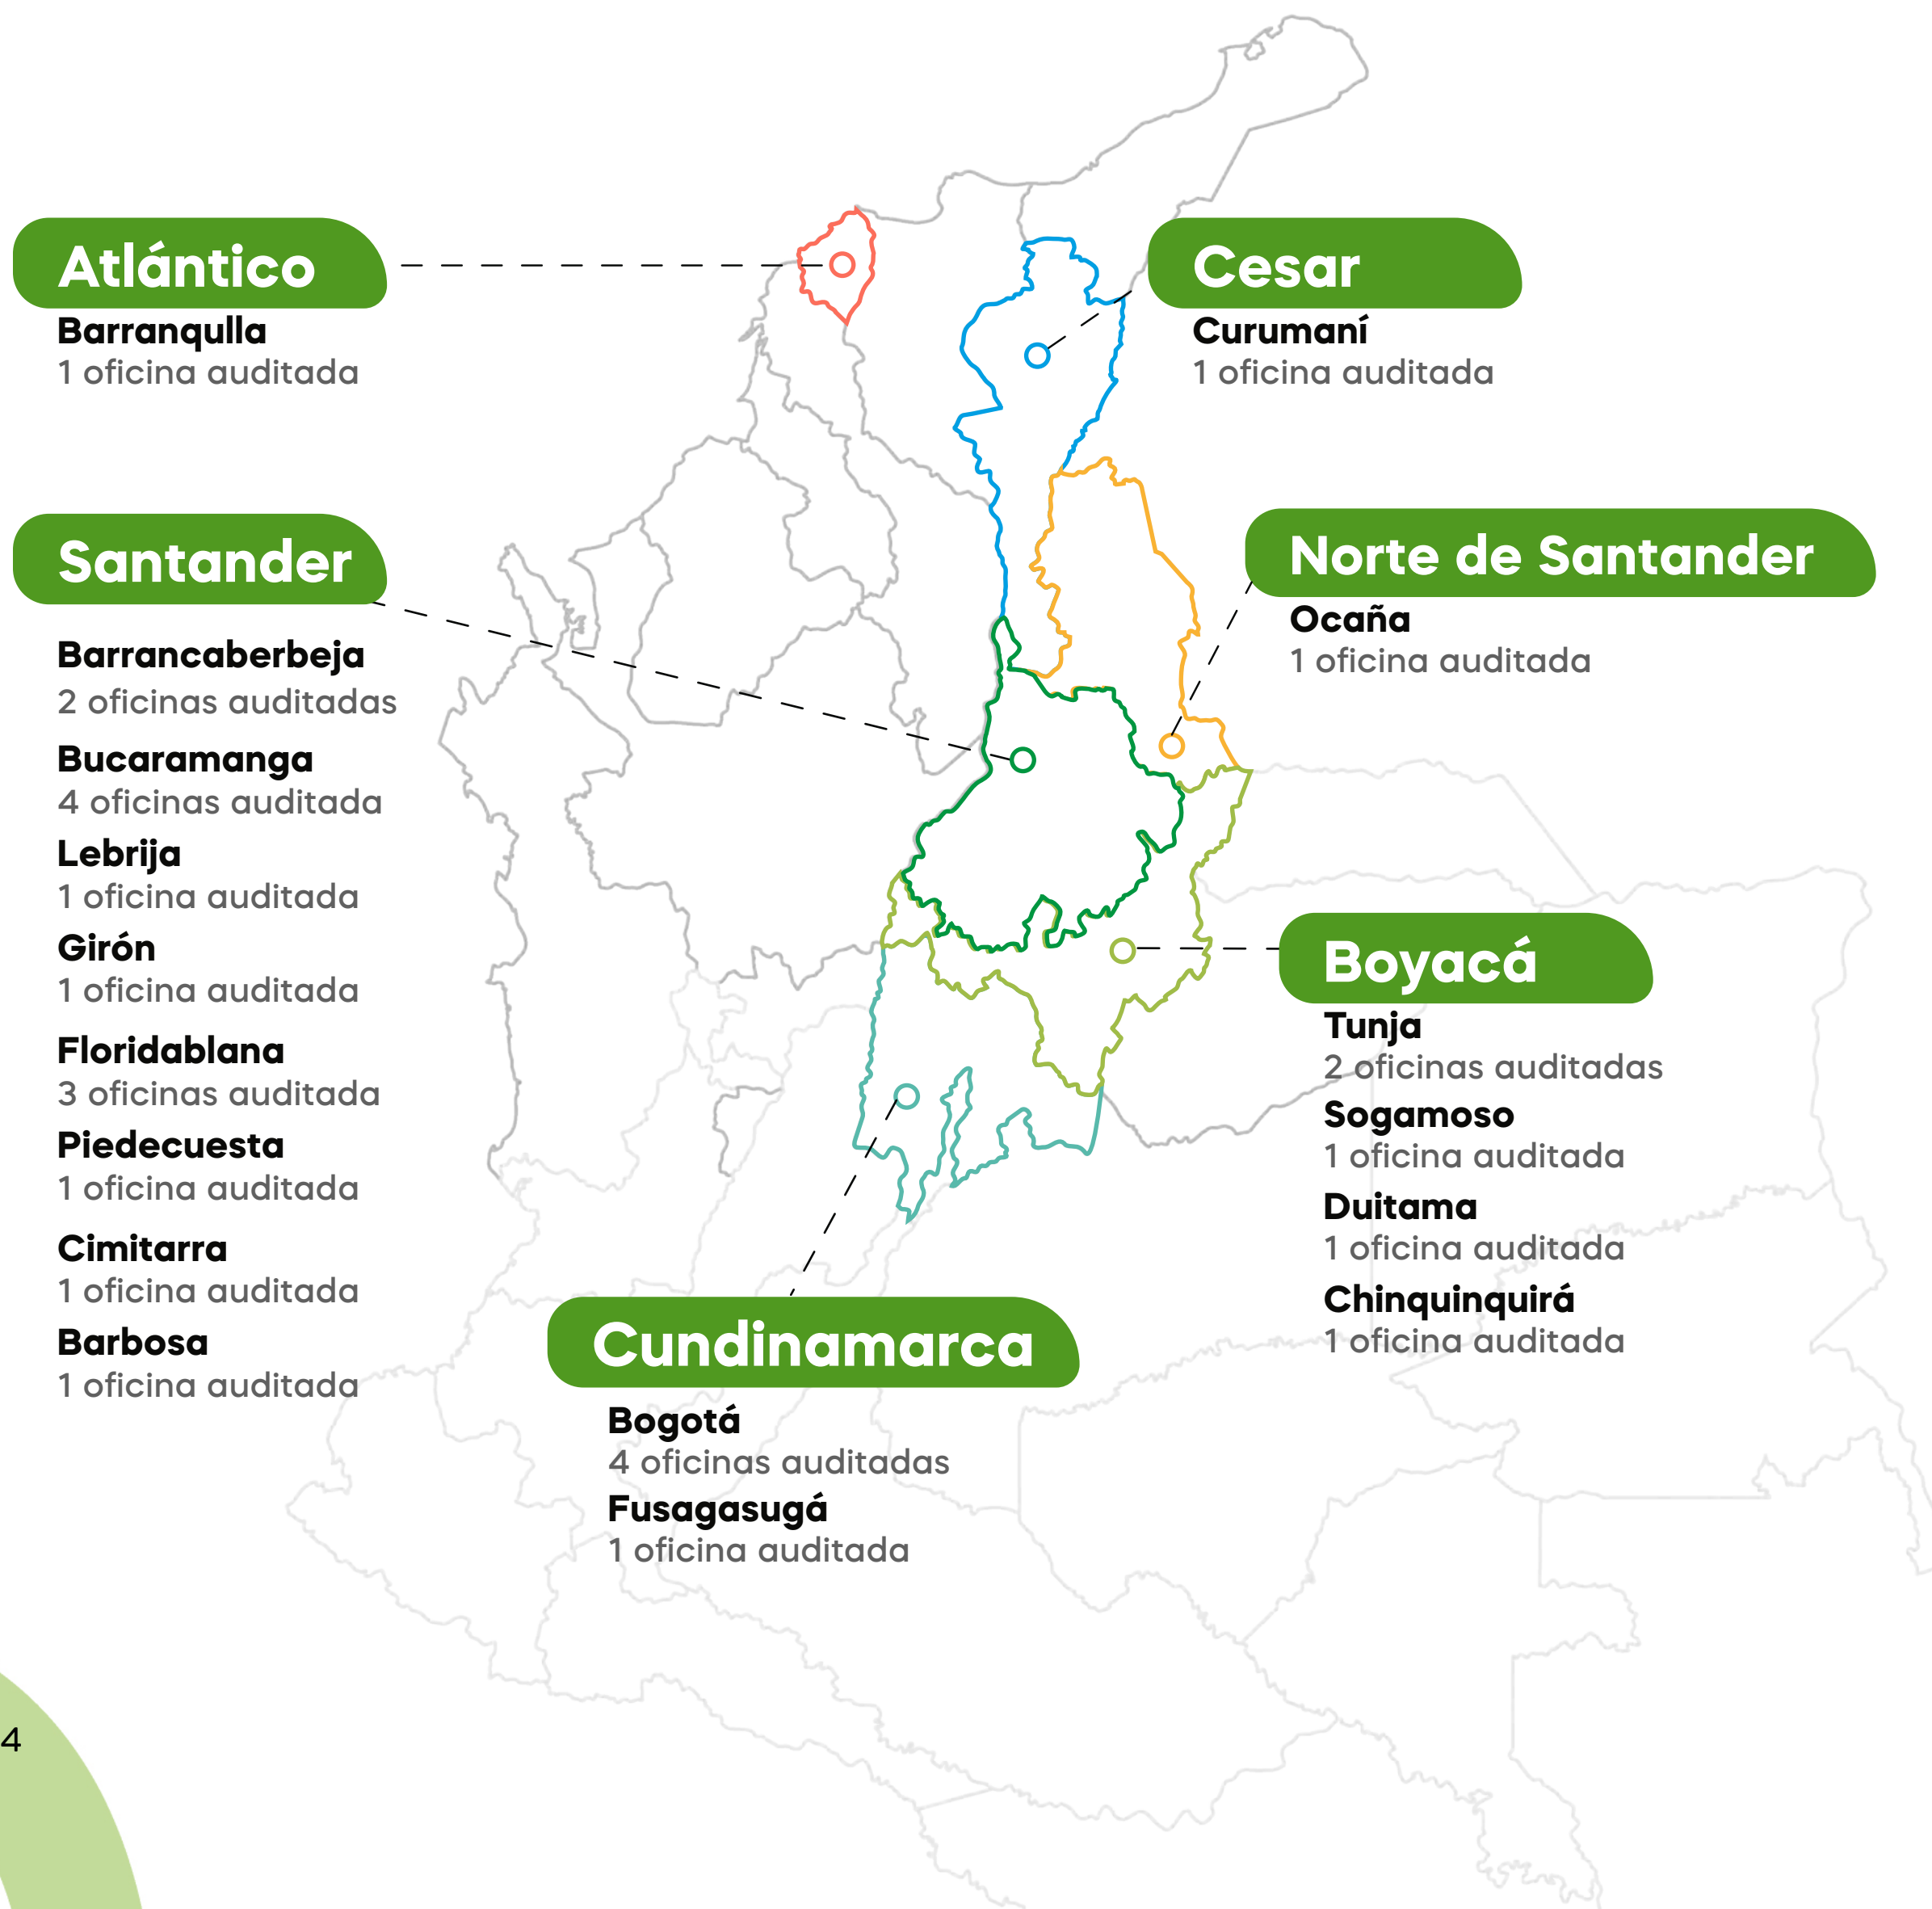 Atlántico
Barranqulla
1 oficina auditada
Cesar
Curumaní
1 oficina auditada
Santander
Barrancaberbeja
2 oficinas auditadas
Bucaramanga
4 oficinas auditada
Lebrija
1 oficina auditada
Girón
1 oficina auditada
Floridablana
3 oficinas auditada
Piedecuesta
1 oficina auditada
Cimitarra
1 oficina auditada
Barbosa
1 oficina auditada
Norte de Santander
Ocaña
1 oficina auditada
Boyacá
Tunja
2 oficinas auditadas
Sogamoso
1 oficina auditada
Duitama
1 oficina auditada
Chinquinquirá
1 oficina auditada
Cundinamarca
Bogotá
4 oficinas auditadas
Fusagasugá
1 oficina auditada
4